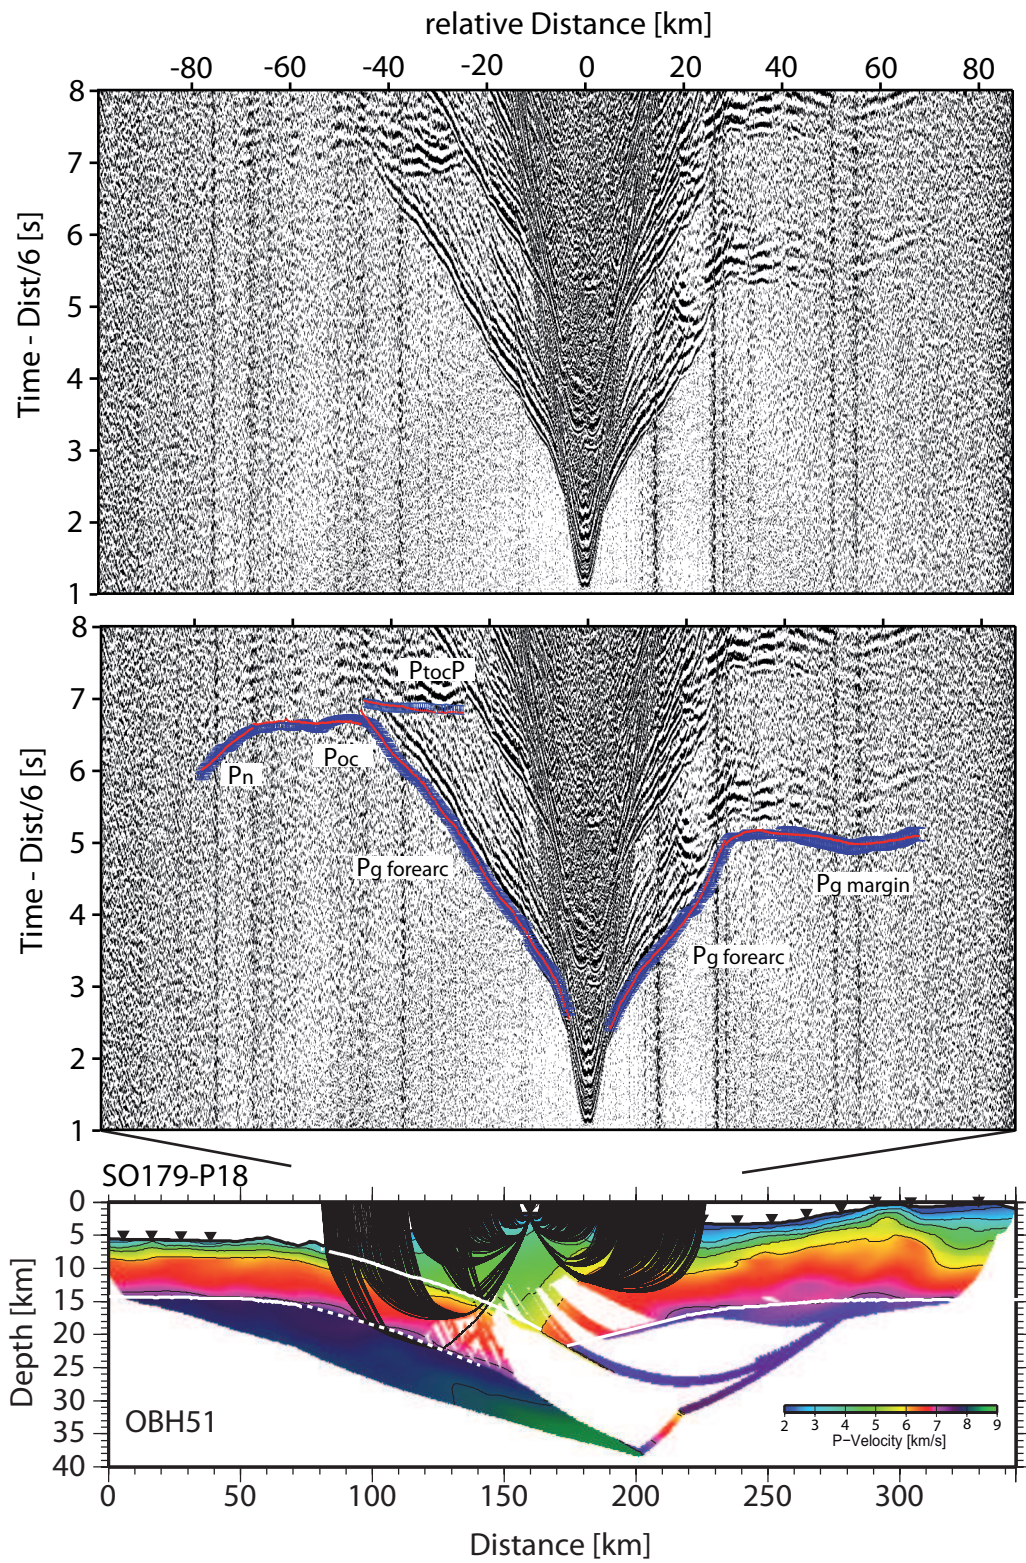 relative Distance [km]
-80 -60 -40 -20 0 20 40 60 80
8
7
6
5
4
3
2
1
Time - Dist/6 [s]
8
7
6
5
4
3
2
1
Time - Dist/6 [s]
PtocP
Pn
Poc
Pg forearc
Pg margin
Pg forearc
SO179-P18
0
5
10
15
20
25
30
35
40
Depth [km]
OBH51
2 3 4 5 6 7 8 9
P-Velocity [km/s]
0 50 100 150 200 250 300
Distance [km]